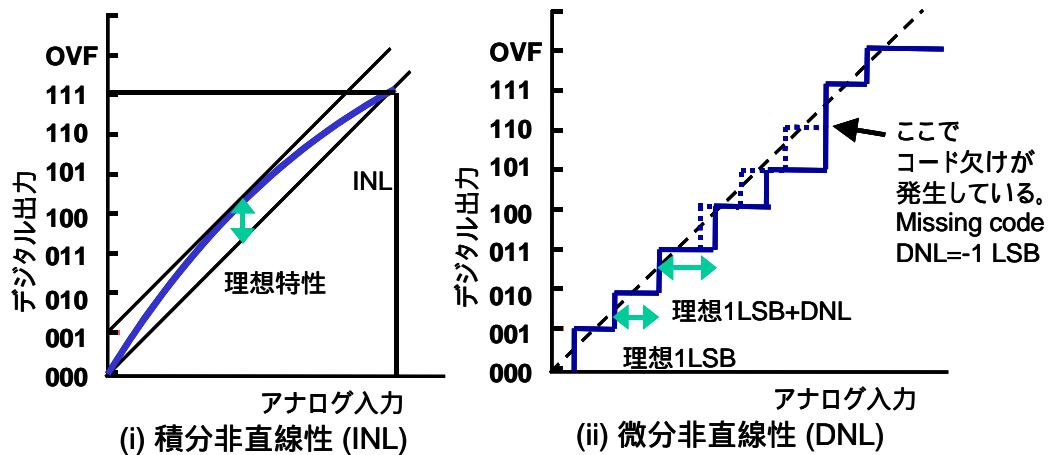 OVF
111
110
101
100
011
010
001
000
デジタル出力
INL
理想特性
アナログ入力
(i) 積分非直線性 (INL)
OVF
111
110
101
100
011
010
001
000
デジタル出力
ここで
コード欠けが
発生している。
Missing code
DNL=-1 LSB
理想1LSB+DNL
理想1LSB
アナログ入力
(ii) 微分非直線性 (DNL)